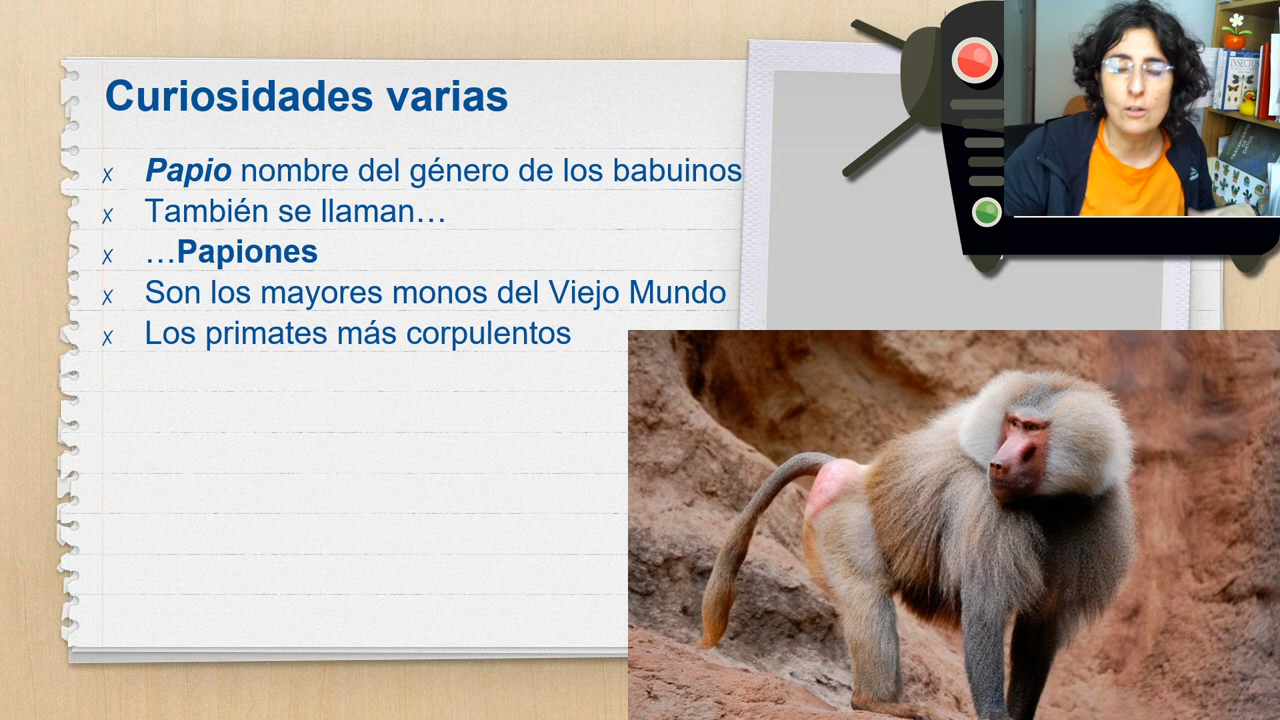 Curiosidades varias
x Papio nombre del género de los babuinos
x También se llaman…
x …Papiones
x Son los mayores monos del Viejo Mundo
x Los primates más corpulentos
INSECTOS